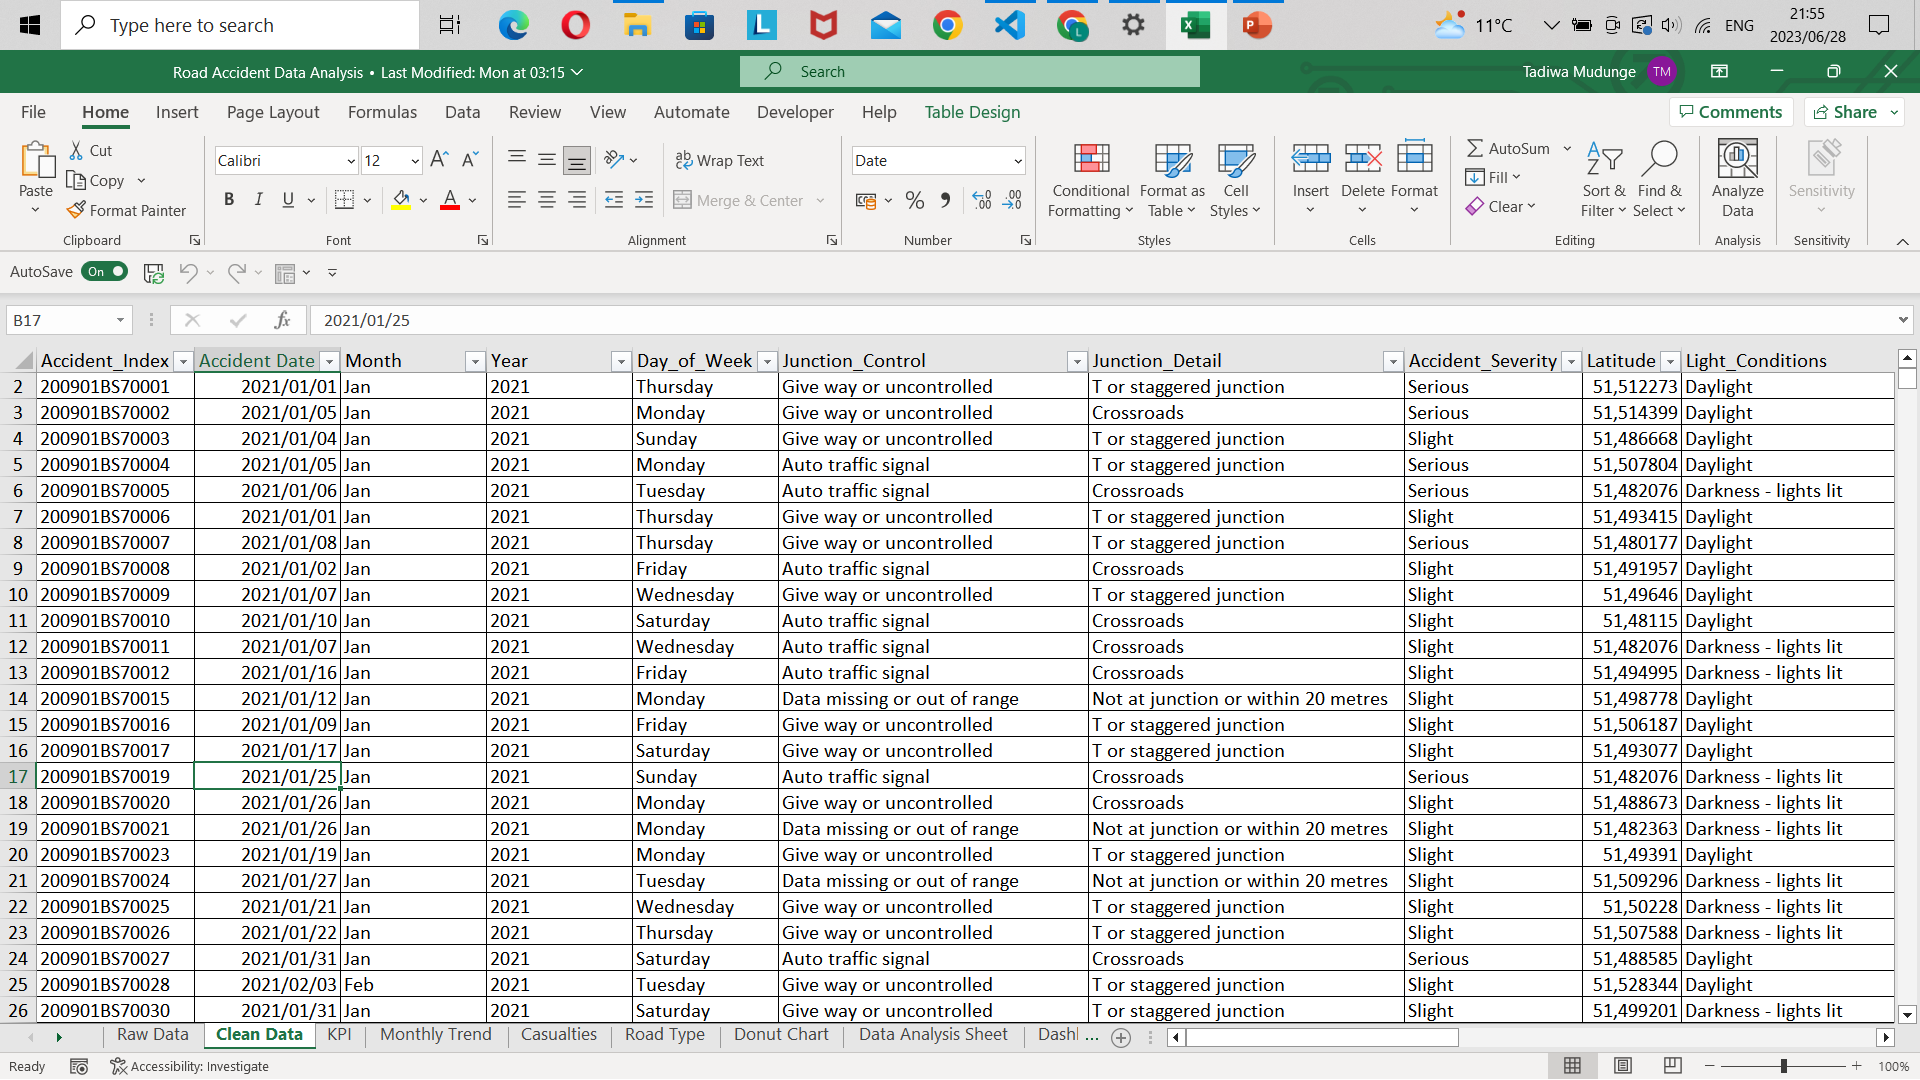 Type here to search
11°C
ENG
21:55
2023/06/28
Road Accident Data Analysis • Last Modified: Mon at 03:15
Search
Tadiwa Mudunge TM
File Home Insert Page Layout Formulas Data Review View Automate Developer Help Table Design
Comments Share
Paste
Cut
Copy
Format Painter
Clipboard
Calibri 12
B I U
Font
Wrap Text
Merge & Center
Alignment
Date
Number
Conditional Formatting
Format as Table
Cell Styles
Styles
Insert Delete Format
Cells
AutoSum
Fill
Clear
Sort & Filter
Find & Select
Editing
Analyze Data
Analysis
Sensitivity
Sensitivity
AutoSave On
B17 fx 2021/01/25
Accident_Index Accident Date Month Year Day_of_Week Junction_Control Junction_Detail Accident_Severity Latitude Light_Conditions
2 200901BS70001 2021/01/01 Jan 2021 Thursday Give way or uncontrolled T or staggered junction Serious 51,512273 Daylight
3 200901BS70002 2021/01/05 Jan 2021 Monday Give way or uncontrolled Crossroads Serious 51,514399 Daylight
4 200901BS70003 2021/01/04 Jan 2021 Sunday Give way or uncontrolled T or staggered junction Slight 51,486668 Daylight
5 200901BS70004 2021/01/05 Jan 2021 Monday Auto traffic signal T or staggered junction Serious 51,507804 Daylight
6 200901BS70005 2021/01/06 Jan 2021 Tuesday Auto traffic signal Crossroads Serious 51,482076 Darkness - lights lit
7 200901BS70006 2021/01/01 Jan 2021 Thursday Give way or uncontrolled T or staggered junction Slight 51,493415 Daylight
8 200901BS70007 2021/01/08 Jan 2021 Thursday Give way or uncontrolled T or staggered junction Serious 51,480177 Daylight
9 200901BS70008 2021/01/02 Jan 2021 Friday Auto traffic signal Crossroads Slight 51,491957 Daylight
10 200901BS70009 2021/01/07 Jan 2021 Wednesday Give way or uncontrolled T or staggered junction Slight 51,49646 Daylight
11 200901BS70010 2021/01/10 Jan 2021 Saturday Auto traffic signal Crossroads Slight 51,48115 Daylight
12 200901BS70011 2021/01/07 Jan 2021 Wednesday Auto traffic signal Crossroads Slight 51,482076 Darkness - lights lit
13 200901BS70012 2021/01/16 Jan 2021 Friday Auto traffic signal Crossroads Slight 51,494995 Darkness - lights lit
14 200901BS70015 2021/01/12 Jan 2021 Monday Data missing or out of range Not at junction or within 20 metres Slight 51,498778 Daylight
15 200901BS70016 2021/01/09 Jan 2021 Friday Give way or uncontrolled T or staggered junction Slight 51,506187 Daylight
16 200901BS70017 2021/01/17 Jan 2021 Saturday Give way or uncontrolled T or staggered junction Slight 51,493077 Daylight
17 200901BS70019 2021/01/25 Jan 2021 Sunday Auto traffic signal Crossroads Serious 51,482076 Darkness - lights lit
18 200901BS70020 2021/01/26 Jan 2021 Monday Give way or uncontrolled Crossroads Slight 51,488673 Darkness - lights lit
19 200901BS70021 2021/01/26 Jan 2021 Monday Data missing or out of range Not at junction or within 20 metres Slight 51,482363 Darkness - lights lit
20 200901BS70023 2021/01/19 Jan 2021 Monday Give way or uncontrolled T or staggered junction Slight 51,49391 Daylight
21 200901BS70024 2021/01/27 Jan 2021 Tuesday Data missing or out of range Not at junction or within 20 metres Slight 51,509296 Darkness - lights lit
22 200901BS70025 2021/01/21 Jan 2021 Wednesday Give way or uncontrolled T or staggered junction Slight 51,50228 Darkness - lights lit
23 200901BS70026 2021/01/22 Jan 2021 Thursday Give way or uncontrolled T or staggered junction Slight 51,507588 Darkness - lights lit
24 200901BS70027 2021/01/31 Jan 2021 Saturday Auto traffic signal Crossroads Serious 51,488585 Daylight
25 200901BS70028 2021/02/03 Feb 2021 Tuesday Give way or uncontrolled T or staggered junction Slight 51,528344 Daylight
26 200901BS70030 2021/01/31 Jan 2021 Saturday Give way or uncontrolled T or staggered junction Slight 51,499201 Darkness - lights lit
Raw Data Clean Data KPI Monthly Trend Casualties Road Type Donut Chart Data Analysis Sheet Dashl ...
Ready Accessibility: Investigate 100%